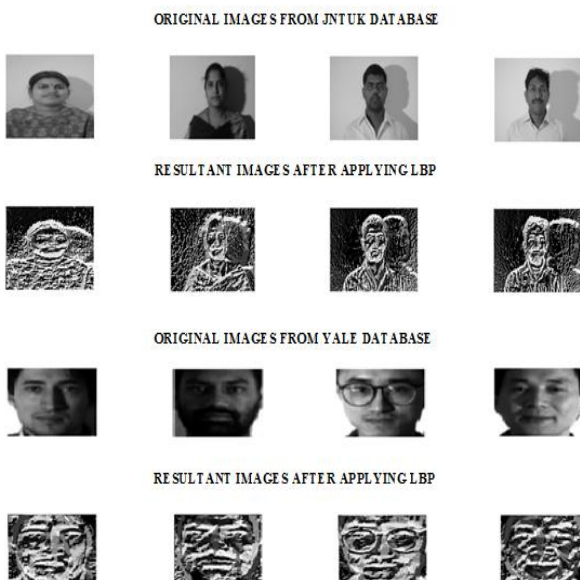 ORIGINAL IMAGES FROM JNTUK DATABASE
RESULTANT IMAGES AFTER APPLYING LBP
ORIGINAL IMAGES FROM YALE DATABASE
RESULTANT IMAGES AFTER APPLYING LBP